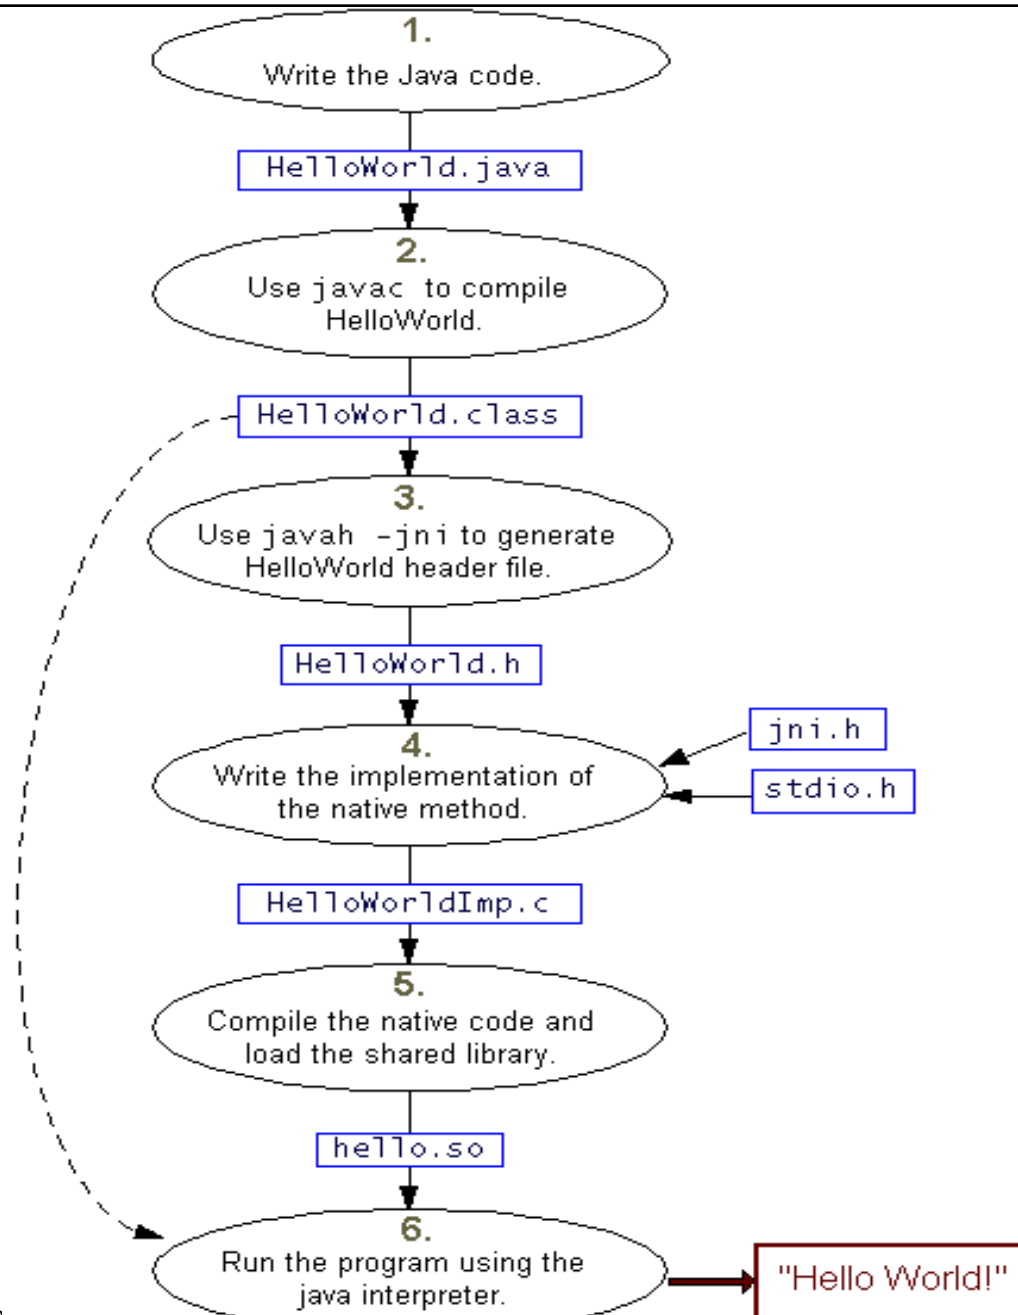 1.
Write the Java code.
HelloWorld.java
2.
Use javac to compile
HelloWorld.
HelloWorld.class
3.
Use javah -jni to generate
HelloWorld header file.
HelloWorld.h
4.
Write the implementation of
the native method.
jni.h
stdio.h
HelloWorldImp.c
5.
Compile the native code and
load the shared library.
hello.so
6.
Run the program using the
java interpreter.
"Hello World!"